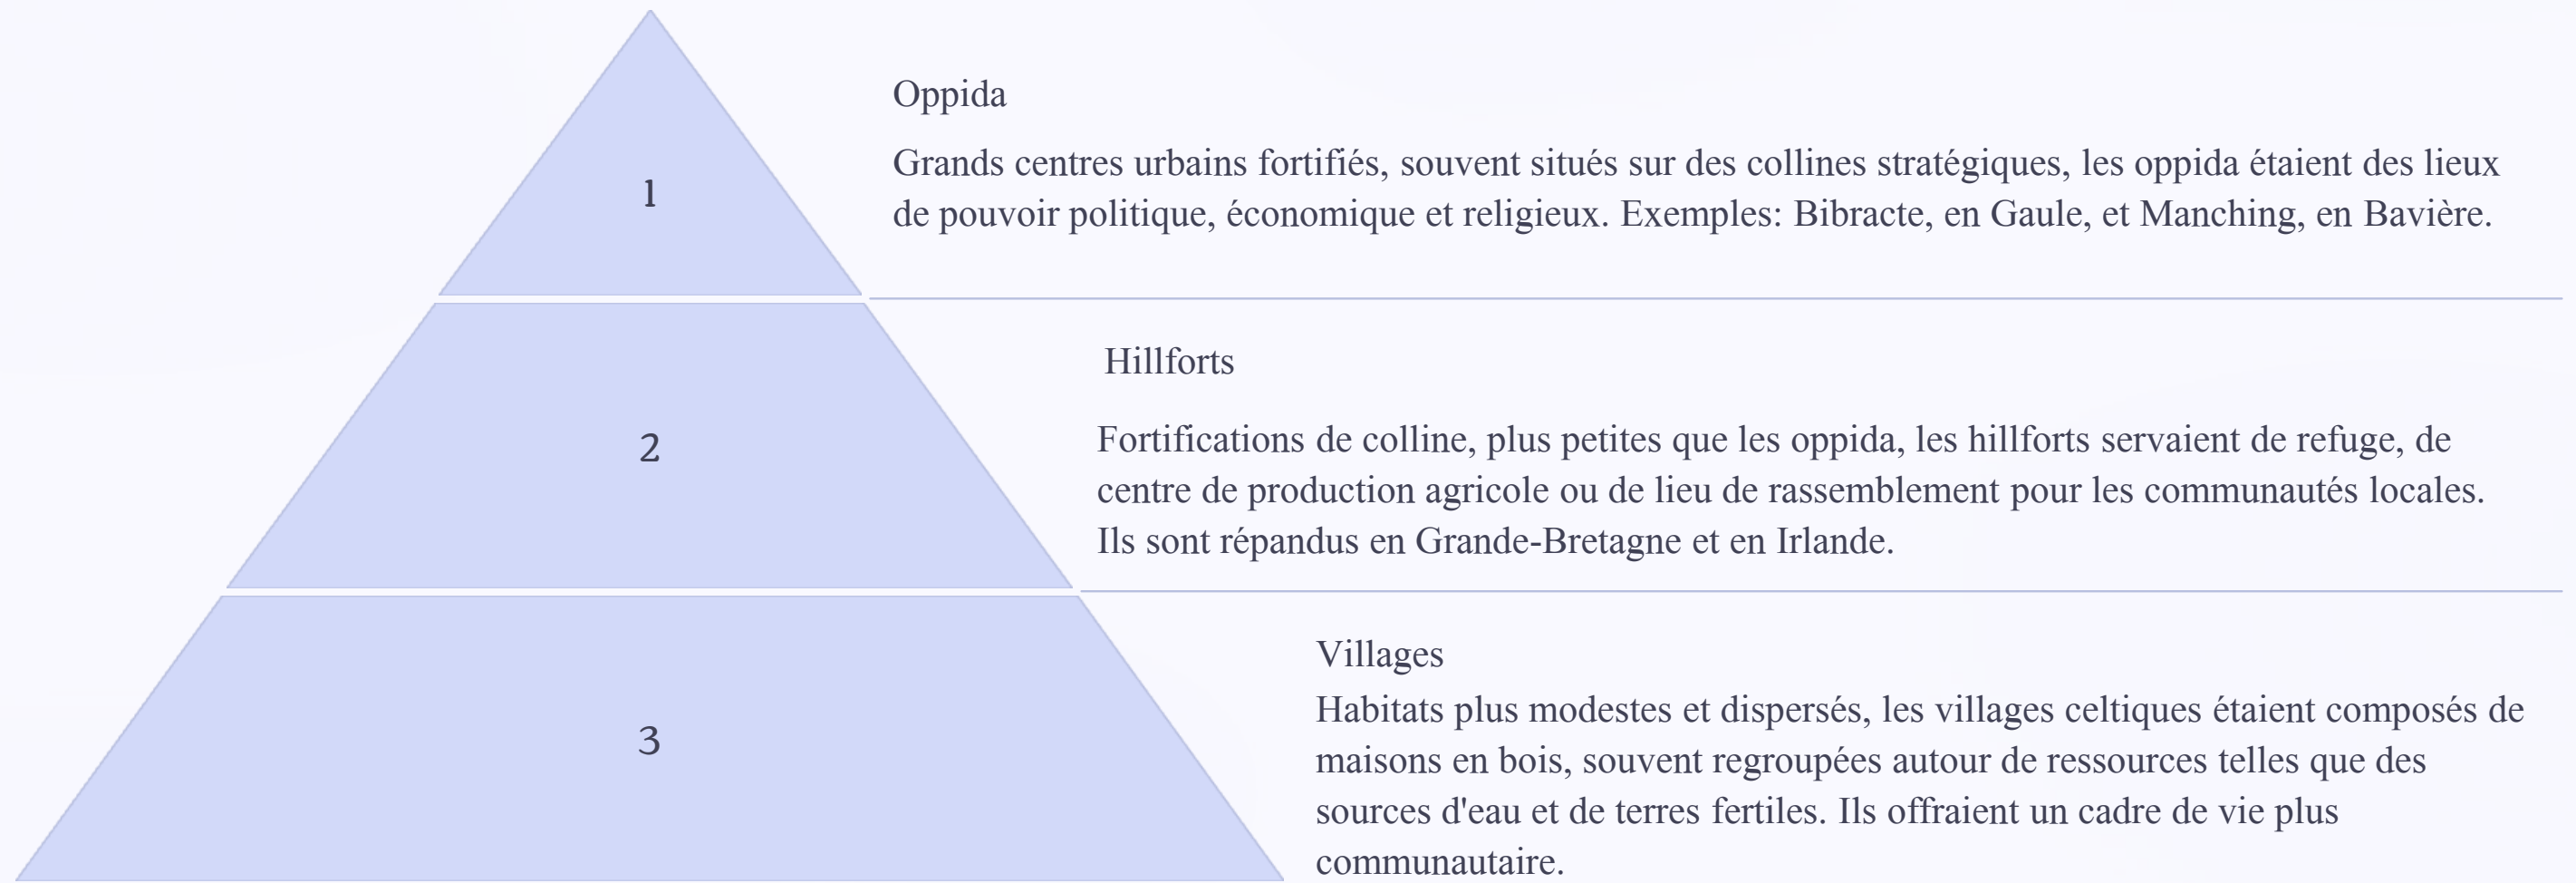 1
Oppida
Grands centres urbains fortifiés, souvent situés sur des collines stratégiques, les oppida étaient des lieux
de pouvoir politique, économique et religieux. Exemples: Bibracte, en Gaule, et Manching, en Bavière.
2
Hillforts
Fortifications de colline, plus petites que les oppida, les hillforts servaient de refuge, de
centre de production agricole ou de lieu de rassemblement pour les communautés locales.
Ils sont répandus en Grande-Bretagne et en Irlande.
3
Villages
Habitats plus modestes et dispersés, les villages celtiques étaient composés de
maisons en bois, souvent regroupées autour de ressources telles que des
sources d'eau et de terres fertiles. Ils offraient un cadre de vie plus
communautaire.